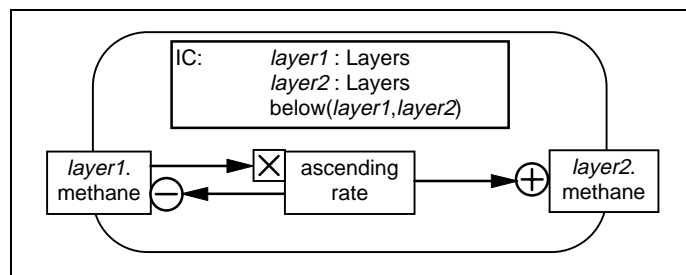 IC: layer1 : Layers
layer2 : Layers
below(layer1,layer2)
layer1.
methane
×
−
ascending
rate
+
layer2.
methane